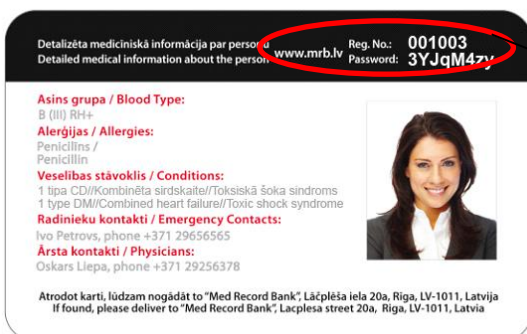 Detalizēta medicīniskā informācija par personu www.mrb.lv Reg. No.: 001003
Detailed medical information about the person Password: 3YJqM4zy
Asins grupa / Blood Type:
B (III) RH+
Alerģijas / Allergies:
Penicilīns /
Penicillin
Veselības stāvoklis / Conditions:
1 tipa CD//Kombinēta sirdskaite//Toksiskā šoka sindroms
1 type DM//Combined heart failure//Toxic shock syndrome
Radinieku kontakti / Emergency Contacts:
Ivo Petrovs, phone +371 29656565
Ārsta kontakti / Physicians:
Oskars Liepa, phone +371 29256378
Atrodot karti, lūdzam nogādāt to "Med Record Bank", Lāčplēša iela 20a, Rīga, LV-1011, Latvija
If found, please deliver to "Med Record Bank", Lacplesa street 20a, Riga, LV-1011, Latvia